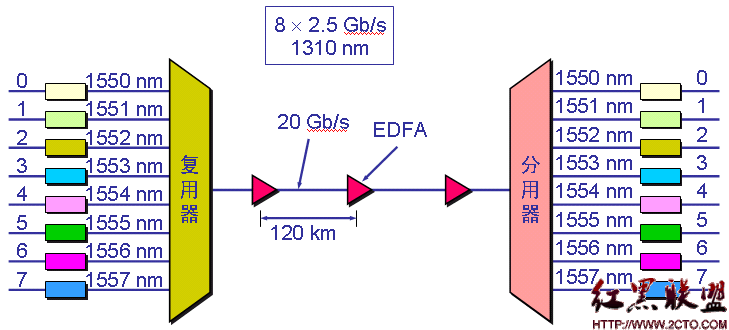 8 × 2.5 Gb/s
1310 nm
0 1550 nm
1 1551 nm
2 1552 nm
3 1553 nm
4 1554 nm
5 1555 nm
6 1556 nm
7 1557 nm
复用器
20 Gb/s
EDFA
120 km
分用器
1550 nm 0
1551 nm 1
1552 nm 2
1553 nm 3
1554 nm 4
1555 nm 5
1556 nm 6
1557 nm 7
红黑联盟
HTTP://WWW.2CTO.COM